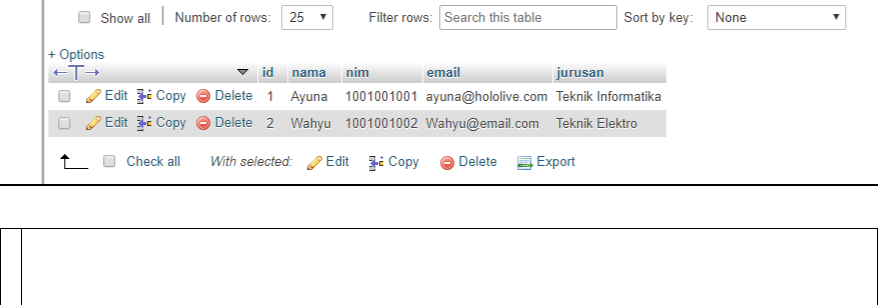 Show all Number of rows: 25 Filter rows: Search this table Sort by key: None
+ Options
id nama nim email jurusan
Edit Copy Delete 1 Ayuna 1001001001 ayuna@hololive.com Teknik Informatika
Edit Copy Delete 2 Wahyu 1001001002 Wahyu@email.com Teknik Elektro
Check all With selected: Edit Copy Delete Export